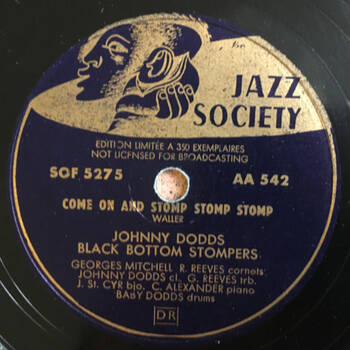 JAZZ
SOCIETY
EDITION LIMITÉE A 350 EXEMPLAIRES
NOT LICENSED FOR BROADCASTING
SOF 5275 AA 542
COME ON AND STOMP STOMP STOMP
WALLER
JOHNNY DODDS
BLACK BOTTOM STOMPERS
GEORGES MITCHELL R. REEVES cornets
JOHNNY DODDS cl. G. REEVES trb.
J. St. CYR bjo. C. ALEXANDER piano
BABY DODDS drums
DR